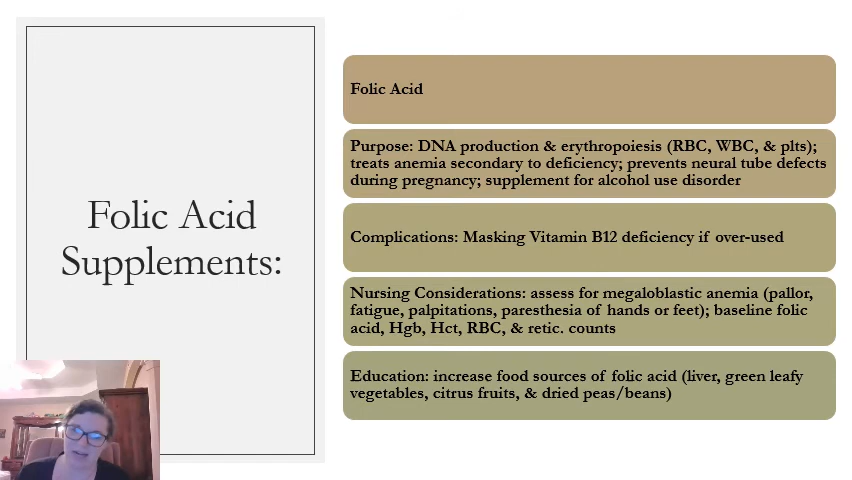 Folic Acid
Supplements:
Folic Acid
Purpose: DNA production & erythropoiesis (RBC, WBC, & plts);
treats anemia secondary to deficiency; prevents neural tube defects
during pregnancy; supplement for alcohol use disorder
Complications: Masking Vitamin B12 deficiency if over-used
Nursing Considerations: assess for megaloblastic anemia (pallor,
fatigue, palpitations, paresthesia of hands or feet); baseline folic
acid, Hgb, Hct, RBC, & retic. counts
Education: increase food sources of folic acid (liver, green leafy
vegetables, citrus fruits, & dried peas/beans)